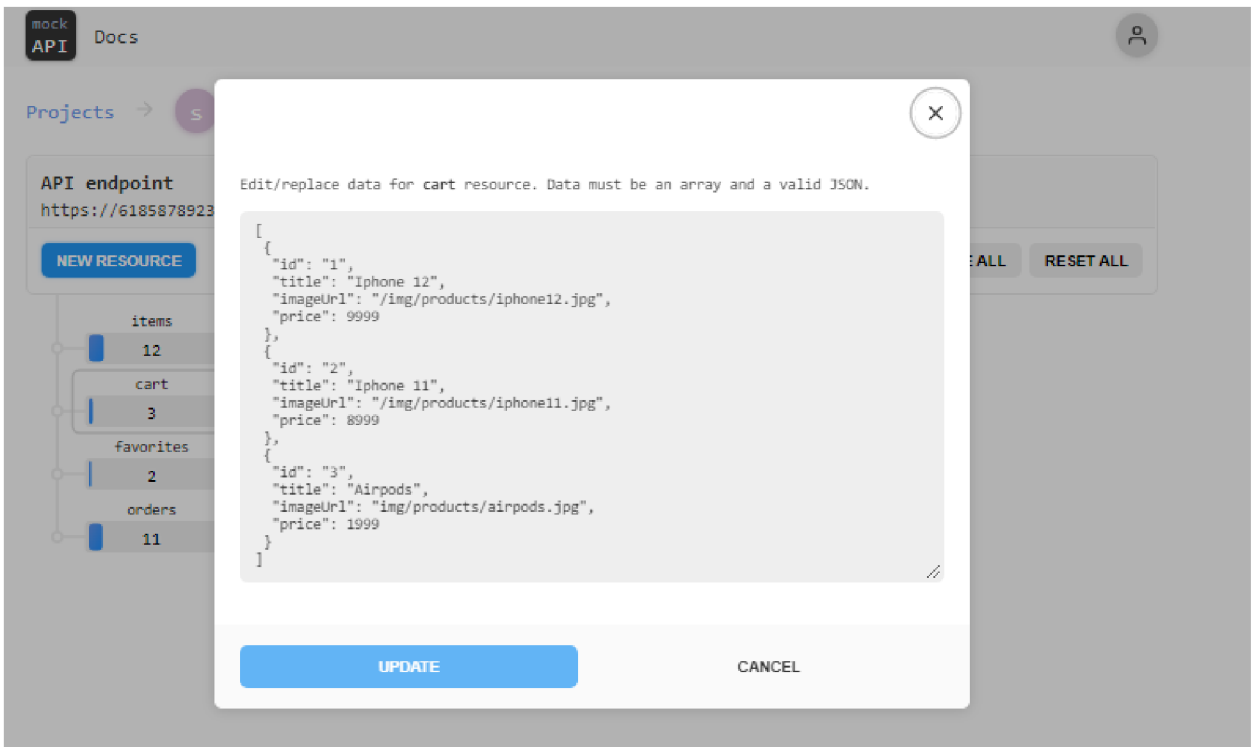 mock
API
Docs
Projects
s
API endpoint
https://6185878923
NEW RESOURCE
ALL
RESET ALL
items
12
cart
3
favorites
2
orders
11
Edit/replace data for cart resource. Data must be an array and a valid JSON.
[
{
"id": "1",
"title": "Iphone 12",
"imageUrl": "/img/products/iphone12.jpg",
"price": 9999
},
{
"id": "2",
"title": "Iphone 11",
"imageUrl": "/img/products/iphone11.jpg",
"price": 8999
},
{
"id": "3",
"title": "Airpods",
"imageUrl": "img/products/airpods.jpg",
"price": 1999
}
]
UPDATE
CANCEL